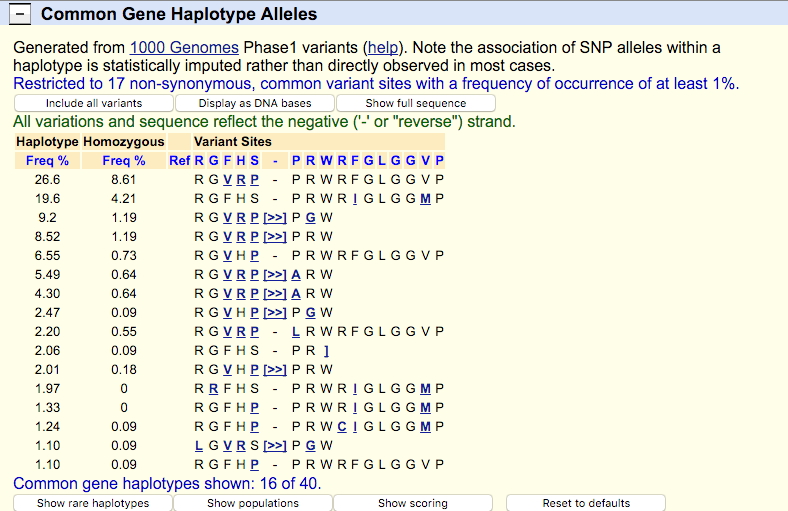 − Common Gene Haplotype Alleles
Generated from 1000 Genomes Phase1 variants (help). Note the association of SNP alleles within a
haplotype is statistically imputed rather than directly observed in most cases.
Restricted to 17 non-synonymous, common variant sites with a frequency of occurrence of at least 1%.
Include all variants Display as DNA bases Show full sequence
All variations and sequence reflect the negative ('-' or "reverse") strand.
Haplotype Homozygous Variant Sites
Freq % Freq % Ref R G F H S - P R W R F G L G G V P
26.6 8.61 R G V R P - P R W R F G L G G V P
19.6 4.21 R G F H S - P R W R I G L G G M P
9.2 1.19 R G V R P [>>] P G W
8.52 1.19 R G V R P [>>] P R W
6.55 0.73 R G V H P - P R W R F G L G G V P
5.49 0.64 R G V R P [>>] A R W
4.30 0.64 R G V R P [>>] A R W
2.47 0.09 R G V H P [>>] P G W
2.20 0.55 R G V R P - L R W R F G L G G V P
2.06 0.09 R G F H S - P R ]
2.01 0.18 R G V H P [>>] P R W
1.97 0 R R F H S - P R W R I G L G G M P
1.33 0 R G F H P - P R W R I G L G G M P
1.24 0.09 R G F H P - P R W C I G L G G M P
1.10 0.09 L G V R S [>>] P G W
1.10 0.09 R G F H P - P R W R F G L G G V P
Common gene haplotypes shown: 16 of 40.
Show rare haplotypes Show populations Show scoring Reset to defaults